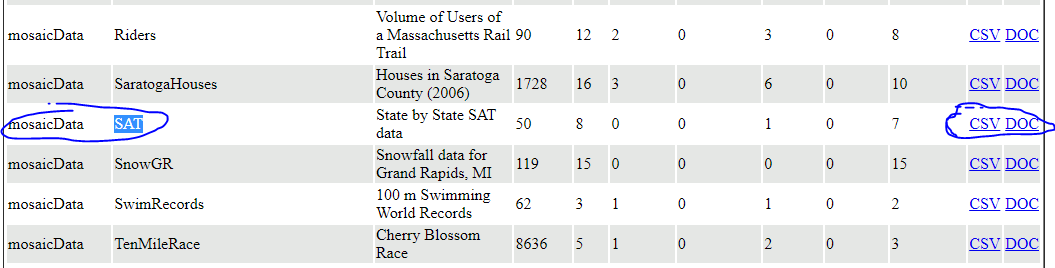 mosaicData Riders Volume of Users of a Massachusetts Rail Trail 90 12 2 0 3 0 8 CSV DOC
mosaicData SaratogaHouses Houses in Saratoga County (2006) 1728 16 3 0 6 0 10 CSV DOC
mosaicData SAT State by State SAT data 50 8 0 0 1 0 7 CSV DOC
mosaicData SnowGR Snowfall data for Grand Rapids, MI 119 15 0 0 0 0 15 CSV DOC
mosaicData SwimRecords 100 m Swimming World Records 62 3 1 0 1 0 2 CSV DOC
mosaicData TenMileRace Cherry Blossom Race 8636 5 1 0 2 0 3 CSV DOC